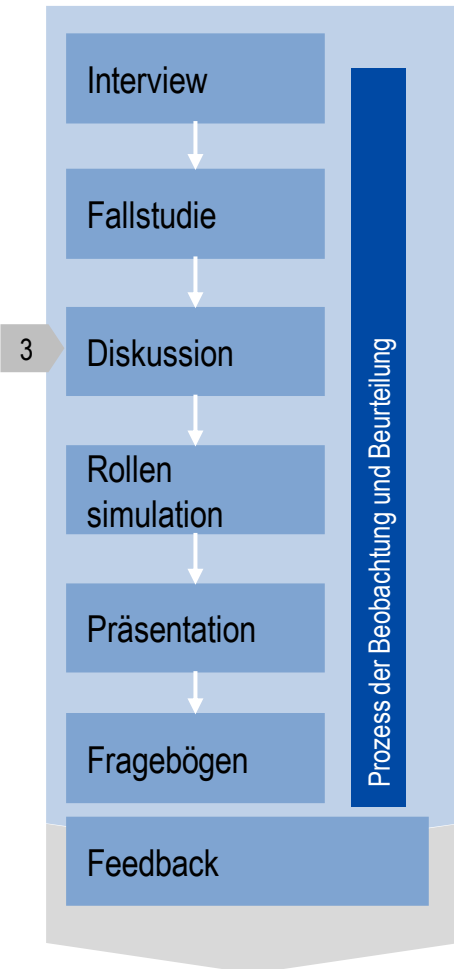 Interview
Fallstudie
3
Diskussion
Rollen
simulation
Präsentation
Fragebögen
Feedback
Prozess der Beobachtung und Beurteilung